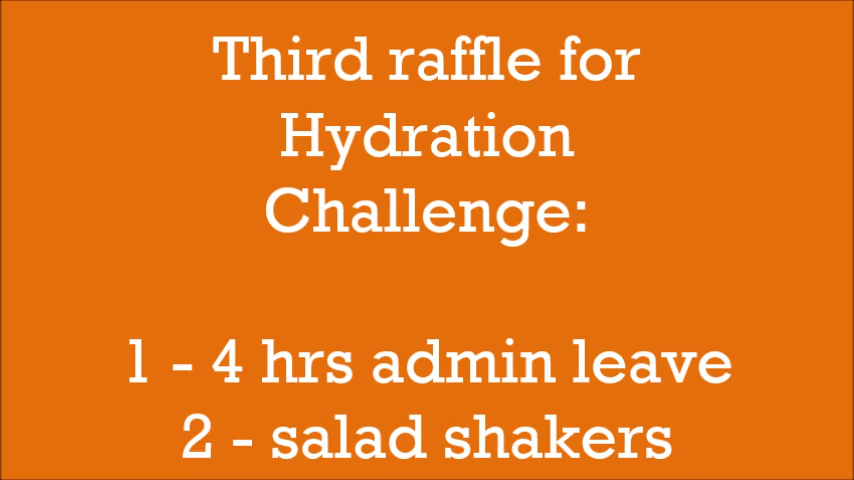 Third raffle for
Hydration
Challenge:
1 - 4 hrs admin leave
2 - salad shakers